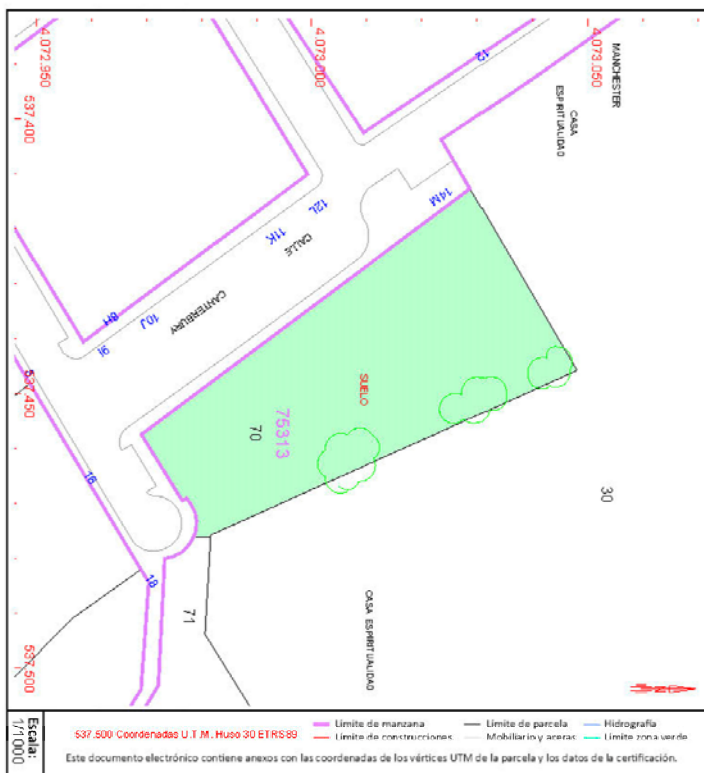 4.072.950
4.073.000
4.073.050
537.400
537.450
537.500
MANCHESTER
CASA
ESPIRITUALIDAD
12
14M
12L
11K
CALLE
CANTERBURY
10J
8H
9I
SUELO
75313
70
16
18
71
30
CASA ESPIRITUALIDAD
Escala:
1/1000
537.500 Coordenadas U.T.M. Huso 30 ETRS89
Límite de manzana
Límite de parcela
Hidrografía
Límite de construcciones
Mobiliario y aceras
Límite zona verde
Este documento electrónico contiene anexos con las coordenadas de los vértices UTM de la parcela y los datos de la certificación.